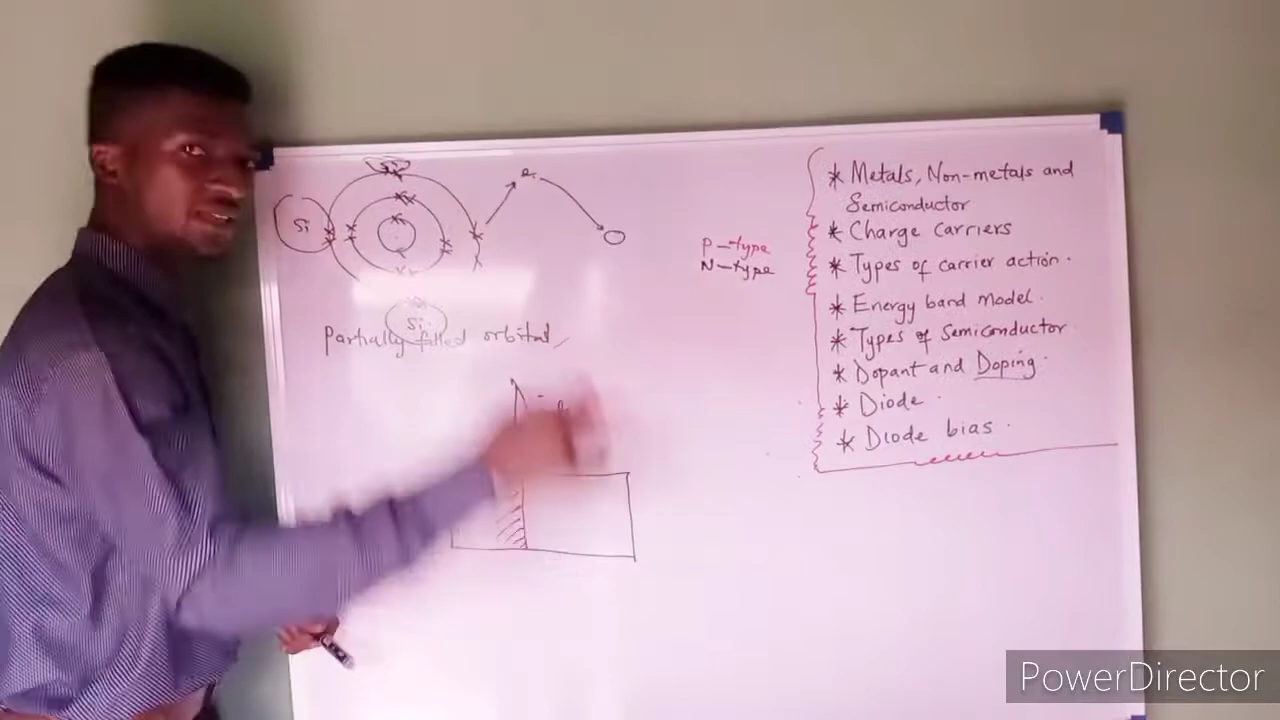 Si
e
P-type
N-type
Si
Partially filled orbital,
* Metals, Non-metals and
Semiconductor
* Charge carriers
* Types of carrier action.
* Energy band model.
* Types of Semiconductor
* Dopant and Doping.
* Diode.
* Diode bias.
PowerDirector